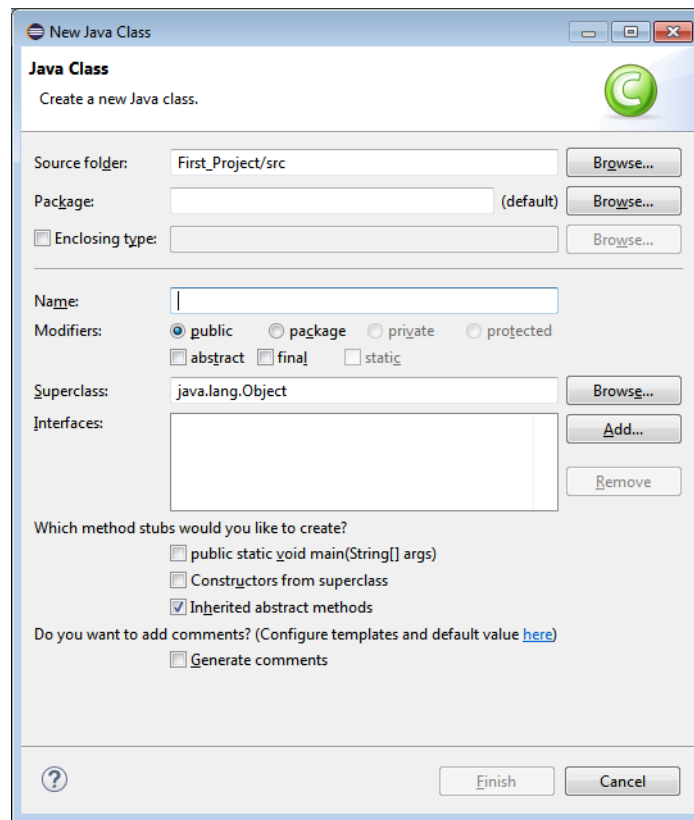 New Java Class
Java Class
Create a new Java class.
Source folder: First_Project/src Browse...
Package: (default) Browse...
Enclosing type: Browse...
Name:
Modifiers: public package private protected
abstract final static
Superclass: java.lang.Object Browse...
Interfaces: Add...
Remove
Which method stubs would you like to create?
public static void main(String[] args)
Constructors from superclass
Inherited abstract methods
Do you want to add comments? (Configure templates and default value here)
Generate comments
? Finish Cancel